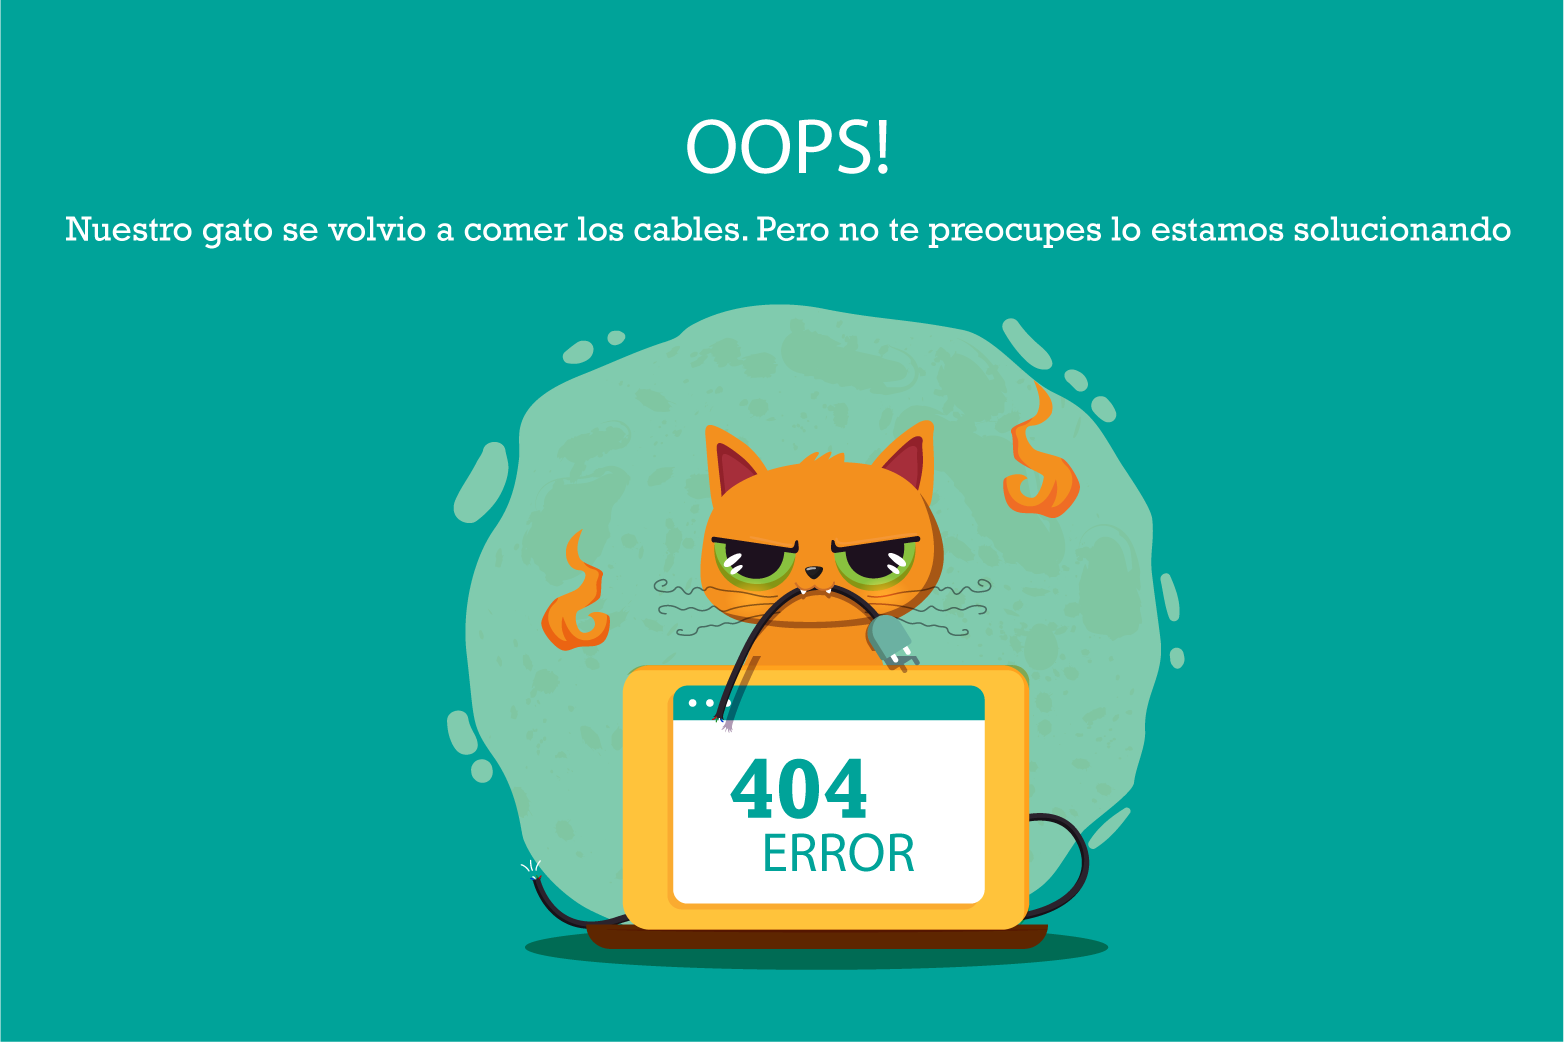 OOPS!
Nuestro gato se volvio a comer los cables. Pero no te preocupes lo estamos solucionando
404
ERROR